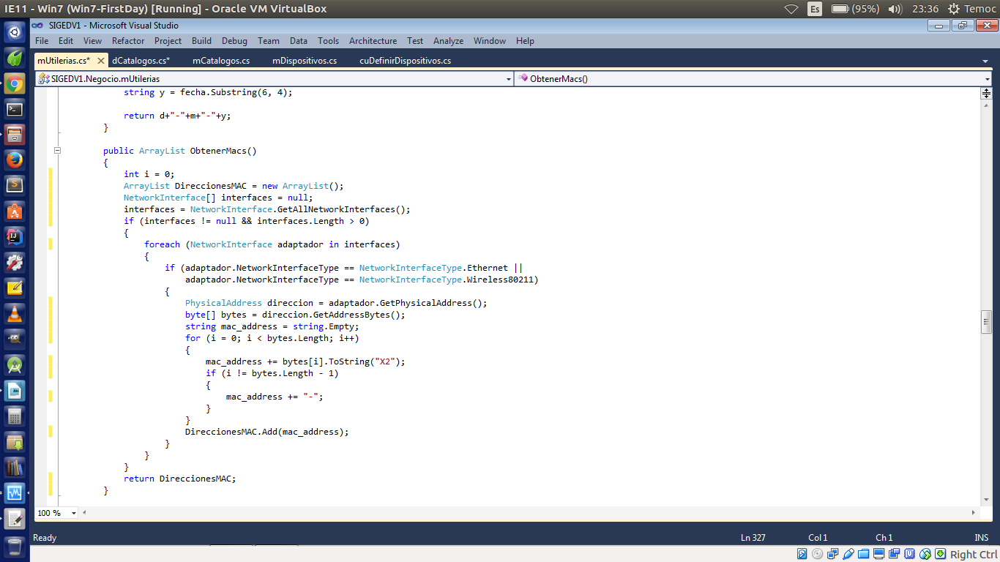 IE11 - Win7 (Win7-FirstDay) [Running] - Oracle VM VirtualBox
Es (95%) 23:36 Temoc
SIGEDV1 - Microsoft Visual Studio
File Edit View Refactor Project Build Debug Team Data Tools Architecture Test Analyze Window Help
mUtilerias.cs* dCatalogos.cs* mCatalogos.cs mDispositivos.cs cuDefinirDispositivos.cs
SIGEDV1.Negocio.mUtilerias ObtenerMacs()
string y = fecha.Substring(6, 4);
return d+"-"+m+"-"+y;
}
public ArrayList ObtenerMacs()
{
int i = 0;
ArrayList DireccionesMAC = new ArrayList();
NetworkInterface[] interfaces = null;
interfaces = NetworkInterface.GetAllNetworkInterfaces();
if (interfaces != null && interfaces.Length > 0)
{
foreach (NetworkInterface adaptador in interfaces)
{
if (adaptador.NetworkInterfaceType == NetworkInterfaceType.Ethernet ||
adaptador.NetworkInterfaceType == NetworkInterfaceType.Wireless80211)
{
PhysicalAddress direccion = adaptador.GetPhysicalAddress();
byte[] bytes = direccion.GetAddressBytes();
string mac_address = string.Empty;
for (i = 0; i < bytes.Length; i++)
{
mac_address += bytes[i].ToString("X2");
if (i != bytes.Length - 1)
{
mac_address += "-";
}
}
DireccionesMAC.Add(mac_address);
}
}
}
return DireccionesMAC;
}
100 %
Ready Ln 327 Col 1 Ch 1 INS
Right Ctrl